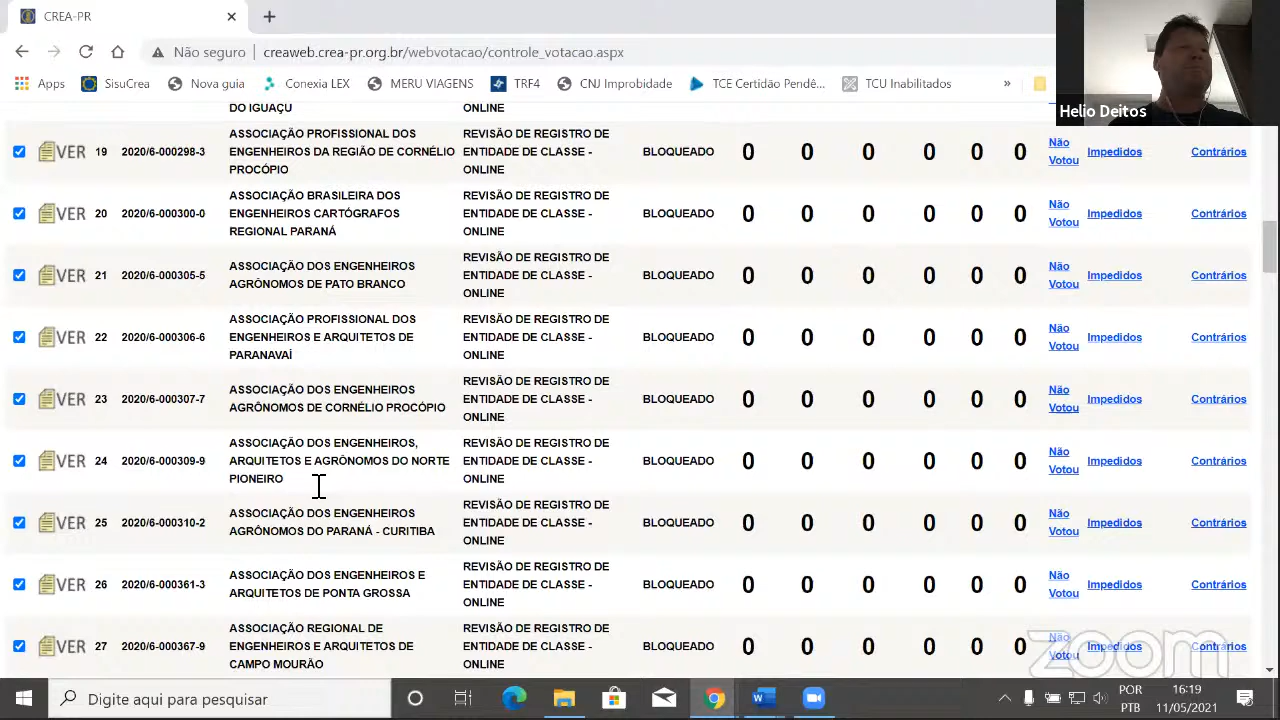 CREA-PR
Não seguro
creaweb.crea-pr.org.br/webvotacao/controle_votacao.aspx
Apps SisuCrea Nova guia Conexia LEX MERU VIAGENS TRF4 CNJ Improbidade TCE Certidão Pendê... TCU Inabilitados »
Helio Deitos
DO IGUAÇU
ONLINE
VER 19 2020/6-000298-3
ASSOCIAÇÃO PROFISSIONAL DOS
ENGENHEIROS DA REGIÃO DE CORNÉLIO
PROCÓPIO
REVISÃO DE REGISTRO DE
ENTIDADE DE CLASSE -
ONLINE
BLOQUEADO 0 0 0 0 0 0
Não
Votou
Impedidos Contrários
VER 20 2020/6-000300-0
ASSOCIAÇÃO BRASILEIRA DOS
ENGENHEIROS CARTÓGRAFOS
REGIONAL PARANÁ
REVISÃO DE REGISTRO DE
ENTIDADE DE CLASSE -
ONLINE
BLOQUEADO 0 0 0 0 0 0
Não
Votou
Impedidos Contrários
VER 21 2020/6-000305-5
ASSOCIAÇÃO DOS ENGENHEIROS
AGRÔNOMOS DE PATO BRANCO
REVISÃO DE REGISTRO DE
ENTIDADE DE CLASSE -
ONLINE
BLOQUEADO 0 0 0 0 0 0
Não
Votou
Impedidos Contrários
VER 22 2020/6-000306-6
ASSOCIAÇÃO PROFISSIONAL DOS
ENGENHEIROS E ARQUITETOS DE
PARANAVAÍ
REVISÃO DE REGISTRO DE
ENTIDADE DE CLASSE -
ONLINE
BLOQUEADO 0 0 0 0 0 0
Não
Votou
Impedidos Contrários
VER 23 2020/6-000307-7
ASSOCIAÇÃO DOS ENGENHEIROS
AGRÔNOMOS DE CORNÉLIO PROCÓPIO
REVISÃO DE REGISTRO DE
ENTIDADE DE CLASSE -
ONLINE
BLOQUEADO 0 0 0 0 0 0
Não
Votou
Impedidos Contrários
VER 24 2020/6-000309-9
ASSOCIAÇÃO DOS ENGENHEIROS,
ARQUITETOS E AGRÔNOMOS DO NORTE
PIONEIRO
REVISÃO DE REGISTRO DE
ENTIDADE DE CLASSE -
ONLINE
BLOQUEADO 0 0 0 0 0 0
Não
Votou
Impedidos Contrários
VER 25 2020/6-000310-2
ASSOCIAÇÃO DOS ENGENHEIROS
AGRÔNOMOS DO PARANÁ - CURITIBA
REVISÃO DE REGISTRO DE
ENTIDADE DE CLASSE -
ONLINE
BLOQUEADO 0 0 0 0 0 0
Não
Votou
Impedidos Contrários
VER 26 2020/6-000361-3
ASSOCIAÇÃO DOS ENGENHEIROS E
ARQUITETOS DE PONTA GROSSA
REVISÃO DE REGISTRO DE
ENTIDADE DE CLASSE -
ONLINE
BLOQUEADO 0 0 0 0 0 0
Não
Votou
Impedidos Contrários
VER 27 2020/6-000367-9
ASSOCIAÇÃO REGIONAL DE
ENGENHEIROS E ARQUITETOS DE
CAMPO MOURÃO
REVISÃO DE REGISTRO DE
ENTIDADE DE CLASSE -
ONLINE
BLOQUEADO 0 0 0 0 0 0
Não
Votou
Impedidos Contrários
zoom
Digite aqui para pesquisar
POR
PTB
16:19
11/05/2021